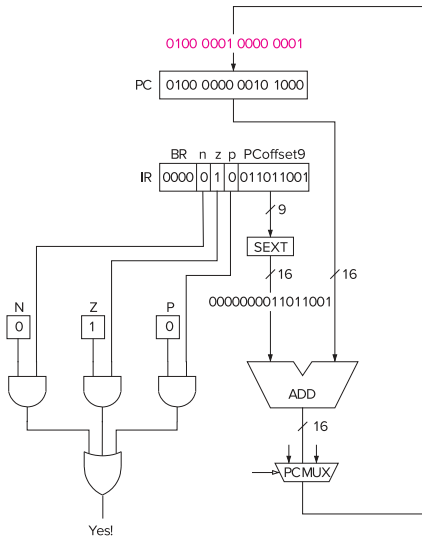 0100 0001 0000 0001
PC 0100 0000 0010 1000
BR n z p PCoffset9
IR 0000 0 1 0 011011001
9
SEXT
16 16
0000000011011001
N Z P
0 1 0
ADD
16
PCMUX
Yes!